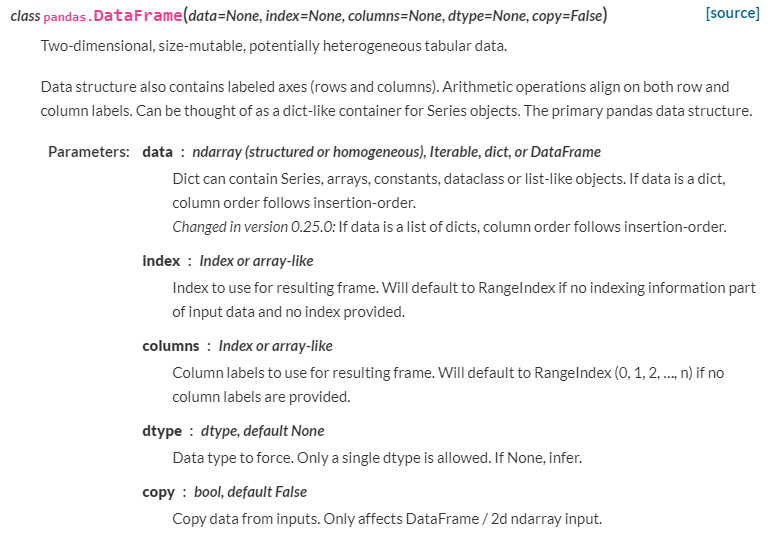 class pandas.DataFrame(data=None, index=None, columns=None, dtype=None, copy=False) [source]
Two-dimensional, size-mutable, potentially heterogeneous tabular data.
Data structure also contains labeled axes (rows and columns). Arithmetic operations align on both row and
column labels. Can be thought of as a dict-like container for Series objects. The primary pandas data structure.
Parameters: data : ndarray (structured or homogeneous), Iterable, dict, or DataFrame
Dict can contain Series, arrays, constants, dataclass or list-like objects. If data is a dict,
column order follows insertion-order.
Changed in version 0.25.0: If data is a list of dicts, column order follows insertion-order.
index : Index or array-like
Index to use for resulting frame. Will default to RangeIndex if no indexing information part
of input data and no index provided.
columns : Index or array-like
Column labels to use for resulting frame. Will default to RangeIndex (0, 1, 2, …, n) if no
column labels are provided.
dtype : dtype, default None
Data type to force. Only a single dtype is allowed. If None, infer.
copy : bool, default False
Copy data from inputs. Only affects DataFrame / 2d ndarray input.